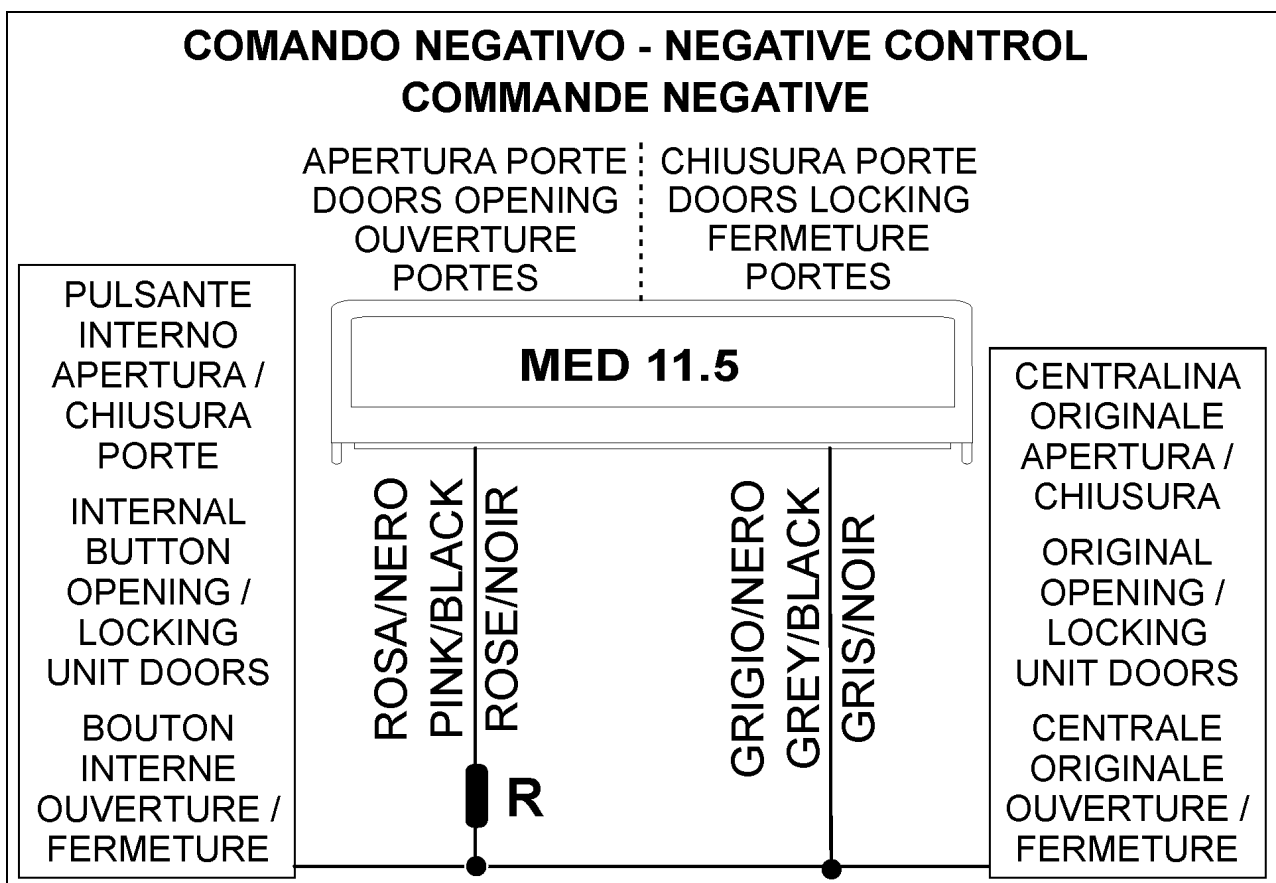 COMANDO NEGATIVO - NEGATIVE CONTROL
COMMANDE NEGATIVE
APERTURA PORTE
DOORS OPENING
OUVERTURE
PORTES
CHIUSURA PORTE
DOORS LOCKING
FERMETURE
PORTES
PULSANTE
INTERNO
APERTURA /
CHIUSURA
PORTE
INTERNAL
BUTTON
OPENING /
LOCKING
UNIT DOORS
BOUTON
INTERNE
OUVERTURE /
FERMETURE
MED 11.5
ROSA/NERO
PINK/BLACK
ROSE/NOIR
R
GRIGIO/NERO
GREY/BLACK
GRIS/NOIR
CENTRALINA
ORIGINALE
APERTURA /
CHIUSURA
ORIGINAL
OPENING /
LOCKING
UNIT DOORS
CENTRALE
ORIGINALE
OUVERTURE /
FERMETURE